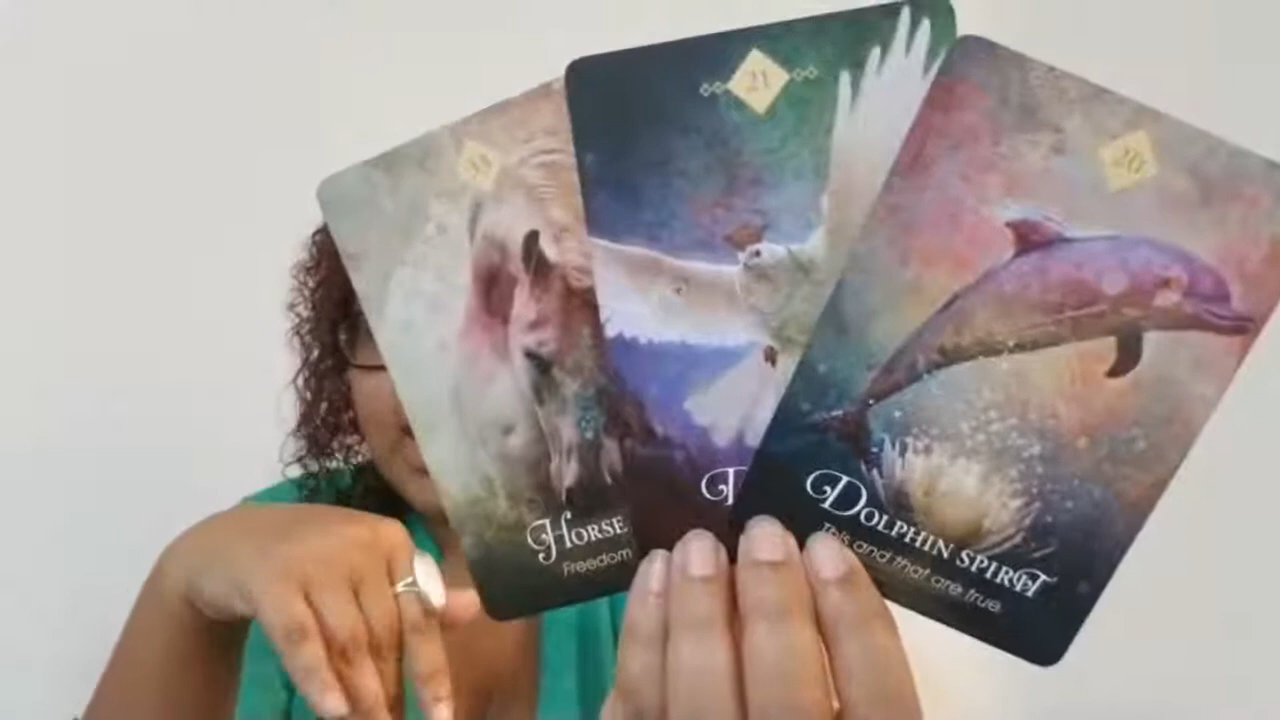 21
20
HORSE
Freedom
D
DOLPHIN SPIRIT
This and that are true.